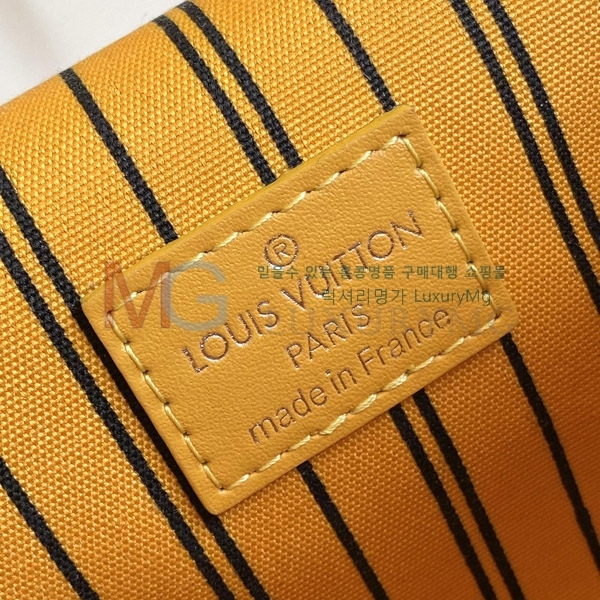 ®
LOUIS VUITTON
PARIS
made in France
MG
믿을수 있는 홍콩명품 구매대행 쇼핑몰
럭셔리명가 LuxuryMg